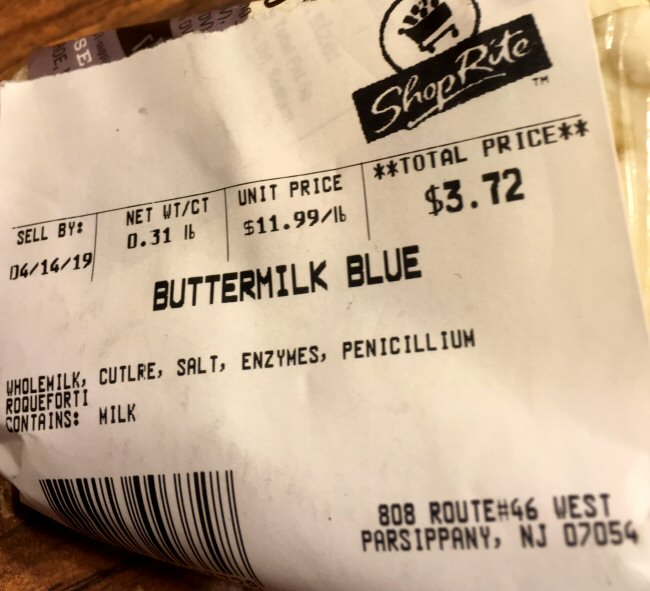 ShopRite
TM
SELL BY:
04/14/19
NET WT/CT
0.31 lb
UNIT PRICE
$11.99/lb
**TOTAL PRICE**
$3.72
BUTTERMILK BLUE
WHOLEMILK, CUTLRE, SALT, ENZYMES, PENICILLIUM
ROQUEFORTI
CONTAINS: MILK
808 ROUTE#46 WEST
PARSIPPANY, NJ 07054